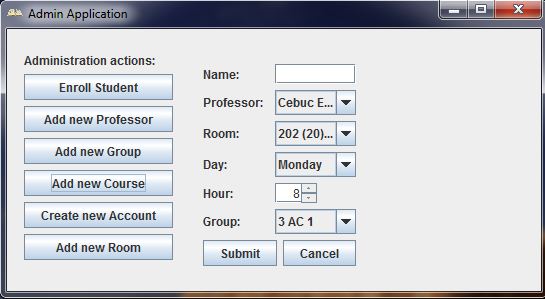 Admin Application
Administration actions:
Enroll Student
Add new Professor
Add new Group
Add new Course
Create new Account
Add new Room
Name:
Professor: Cebuc E...
Room: 202 (20)...
Day: Monday
Hour: 8
Group: 3 AC 1
Submit Cancel